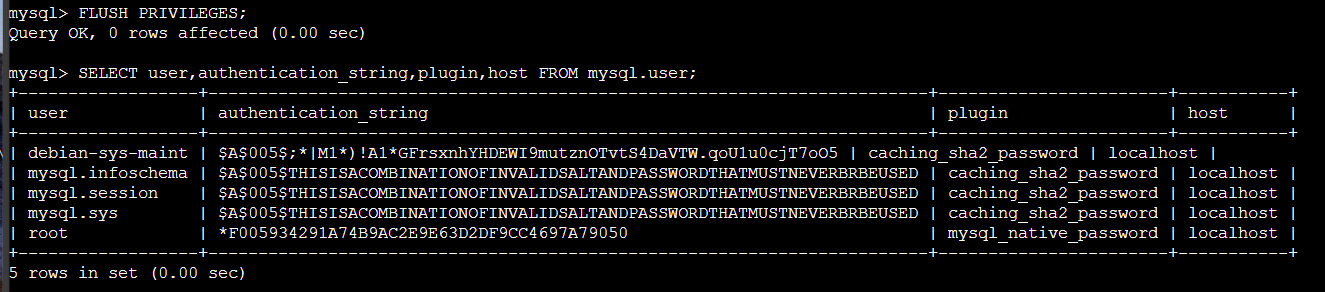 mysql> FLUSH PRIVILEGES;
Query OK, 0 rows affected (0.00 sec)
mysql> SELECT user,authentication_string,plugin,host FROM mysql.user;
+------------------+------------------------------------------------------------------------+-----------------------+-----------+
| user | authentication_string | plugin | host |
+------------------+------------------------------------------------------------------------+-----------------------+-----------+
| debian-sys-maint | $A$005$;*|M1*)!A1*GFrsxnhYHDEWI9mutznOTvtS4DaVTW.qoU1u0cjT7oO5 | caching_sha2_password | localhost |
| mysql.infoschema | $A$005$THISISACOMBINATIONOFINVALIDSALTANDPASSWORDTHATMUSTNEVERBRBEUSED | caching_sha2_password | localhost |
| mysql.session | $A$005$THISISACOMBINATIONOFINVALIDSALTANDPASSWORDTHATMUSTNEVERBRBEUSED | caching_sha2_password | localhost |
| mysql.sys | $A$005$THISISACOMBINATIONOFINVALIDSALTANDPASSWORDTHATMUSTNEVERBRBEUSED | caching_sha2_password | localhost |
| root | *F005934291A74B9AC2E9E63D2DF9CC4697A79050 | mysql_native_password | localhost |
+------------------+------------------------------------------------------------------------+-----------------------+-----------+
5 rows in set (0.00 sec)